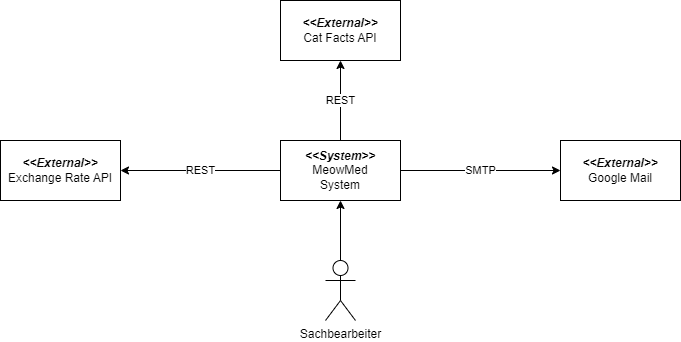 <<External>>
Cat Facts API
REST
<<External>>
Exchange Rate API
REST
<<System>>
MeowMed
System
SMTP
<<External>>
Google Mail
Sachbearbeiter